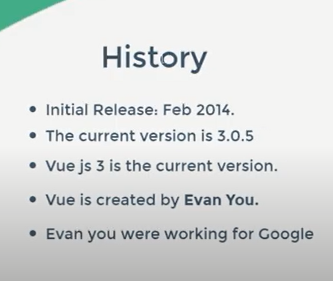 History
Initial Release: Feb 2014.
The current version is 3.0.5
Vue js 3 is the current version.
Vue is created by Evan You.
Evan you were working for Google